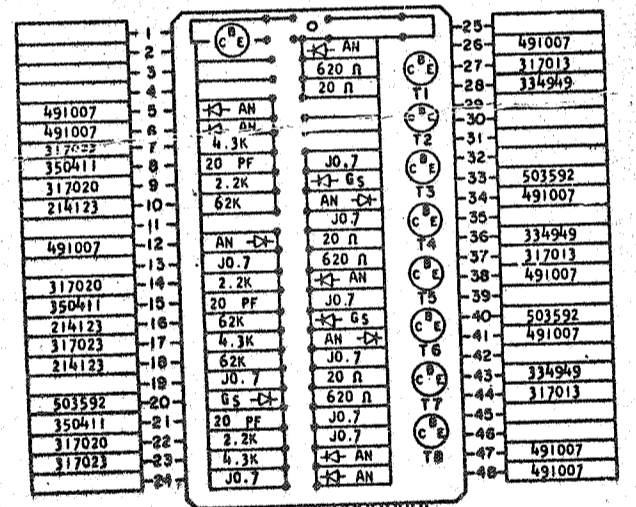 1 25
2 C B E AN 26 491007
3 620 Ω C B E 27 317013
4 20 Ω T1 28 334949
491007 5 AN 29
491007 6 AN C B E 30
317023 7 4.3K T2 31
350411 8 20 PF J0.7 C B E 32
317020 9 2.2K GS 33 503592
214123 10 62K AN T3 34 491007
11 J0.7 C B E 35
491007 12 AN 20 Ω T4 36 334949
13 J0.7 620 Ω 37 317013
317020 14 2.2K AN C B E 38 491007
350411 15 20 PF J0.7 T5 39
214123 16 62K GS C B E 40 503592
317023 17 4.3K AN 41 491007
214123 18 62K J0.7 T6 42
19 J0.7 20 Ω C B E 43 334949
503592 20 GS 620 Ω T7 44 317013
350411 21 20 PF J0.7 45
317020 22 2.2K J0.7 C B E 46
317023 23 4.3K AN T8 47 491007
24 J0.7 AN 48 491007